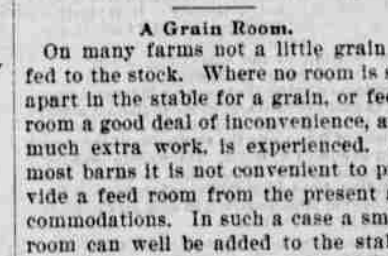 A Grain Room.
On many farms not a little grain
fed to the stock. Where no room is
apart in the stable for a grain, or fee
room a good deal of inconvenience, a
much extra work, is experienced.
most barns it is not convenient to p
vide a feed room from the present
commodations. In such a case a sm
room can well be added to the stal